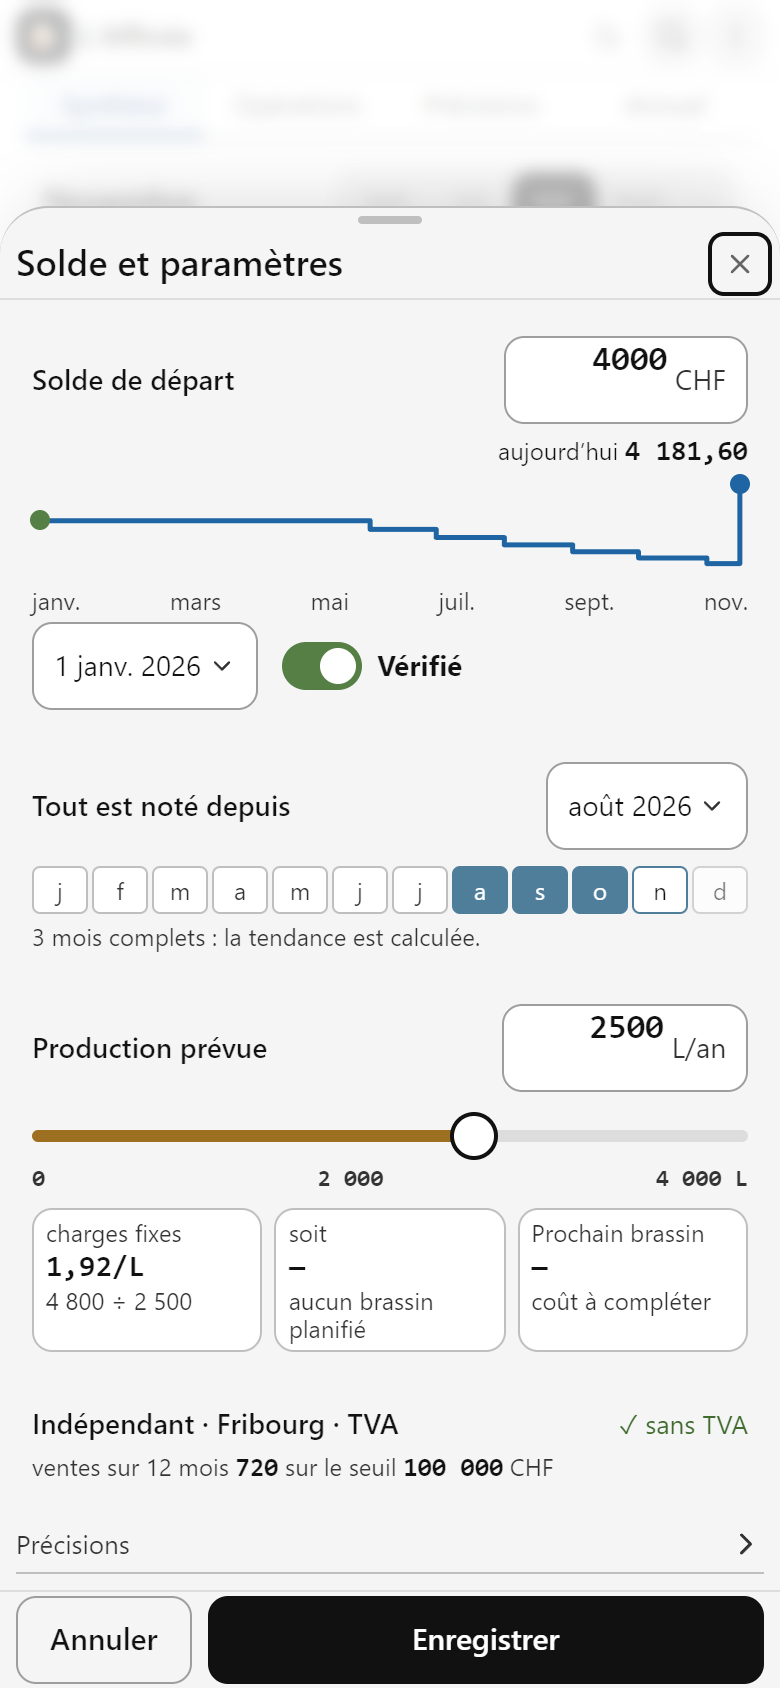 Solde et paramètres
Solde de départ
4000 CHF
aujourd'hui 4 181,60
janv. mars mai juil. sept. nov.
1 janv. 2026
Vérifié
Tout est noté depuis
août 2026
j f m a m j j a s o n d
3 mois complets : la tendance est calculée.
Production prévue
2500 L/an
0 2 000 4 000 L
charges fixes
1,92/L
4 800 ÷ 2 500
soit
—
aucun brassin
planifié
Prochain brassin
—
coût à compléter
Indépendant · Fribourg · TVA
✓ sans TVA
ventes sur 12 mois 720 sur le seuil 100 000 CHF
Précisions
Annuler
Enregistrer